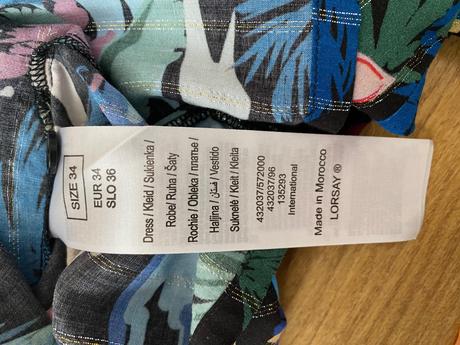 SIZE 34
EUR 34
SLO 36
Dress / Kleid / Sukienka /
Robe/ Ruha / Šaty
Rochie / Obleka / платье /
Haljina / فستان / Vestido
Suknelė / Kleit / Kleita
432037/572000
432037/96
135293
International
Made in Morocco
LORSAY ®